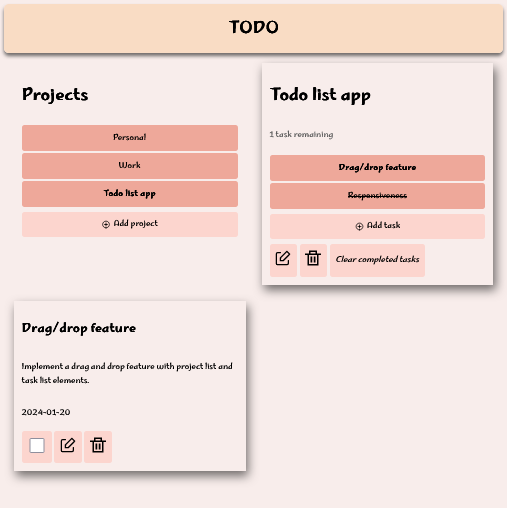 TODO
Projects
Personal
Work
Todo list app
Add project
Todo list app
1 task remaining
Drag/drop feature
Responsiveness
Add task
Clear completed tasks
Drag/drop feature
Implement a drag and drop feature with project list and
task list elements.
2024-01-20